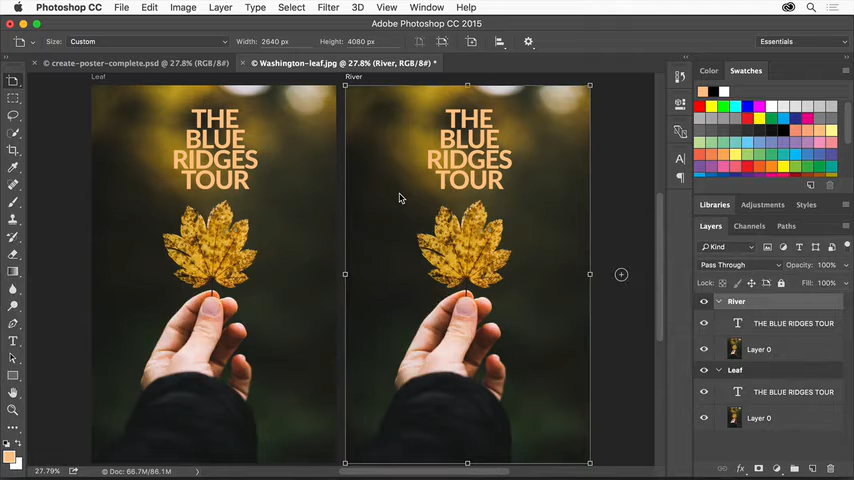 Photoshop CC File Edit Image Layer Type Select Filter 3D View Window Help
Adobe Photoshop CC 2015
Size: Custom Width: 2640 px Height: 4080 px Essentials
× © create-poster-complete.psd @ 27.8% (RGB/8#) × © Washington-leaf.jpg @ 27.8% (River, RGB/8#) *
Leaf
River
THE
BLUE
RIDGES
TOUR
THE
BLUE
RIDGES
TOUR
Color Swatches
Libraries Adjustments Styles
Layers Channels Paths
Kind
Pass Through Opacity: 100%
Lock: Fill: 100%
River
THE BLUE RIDGES TOUR
Layer 0
Leaf
THE BLUE RIDGES TOUR
Layer 0
27.79% Doc: 66.7M/86.1M